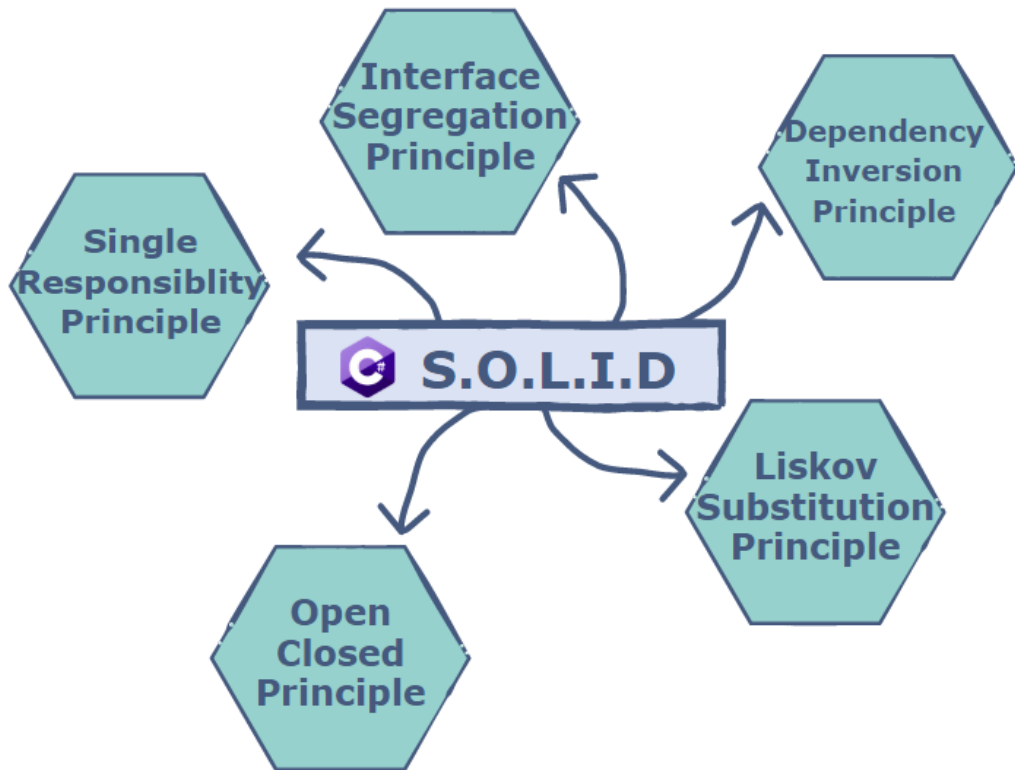 Interface
Segregation
Principle
Dependency
Inversion
Principle
Single
Responsiblity
Principle
C# S.O.L.I.D
Liskov
Substitution
Principle
Open
Closed
Principle